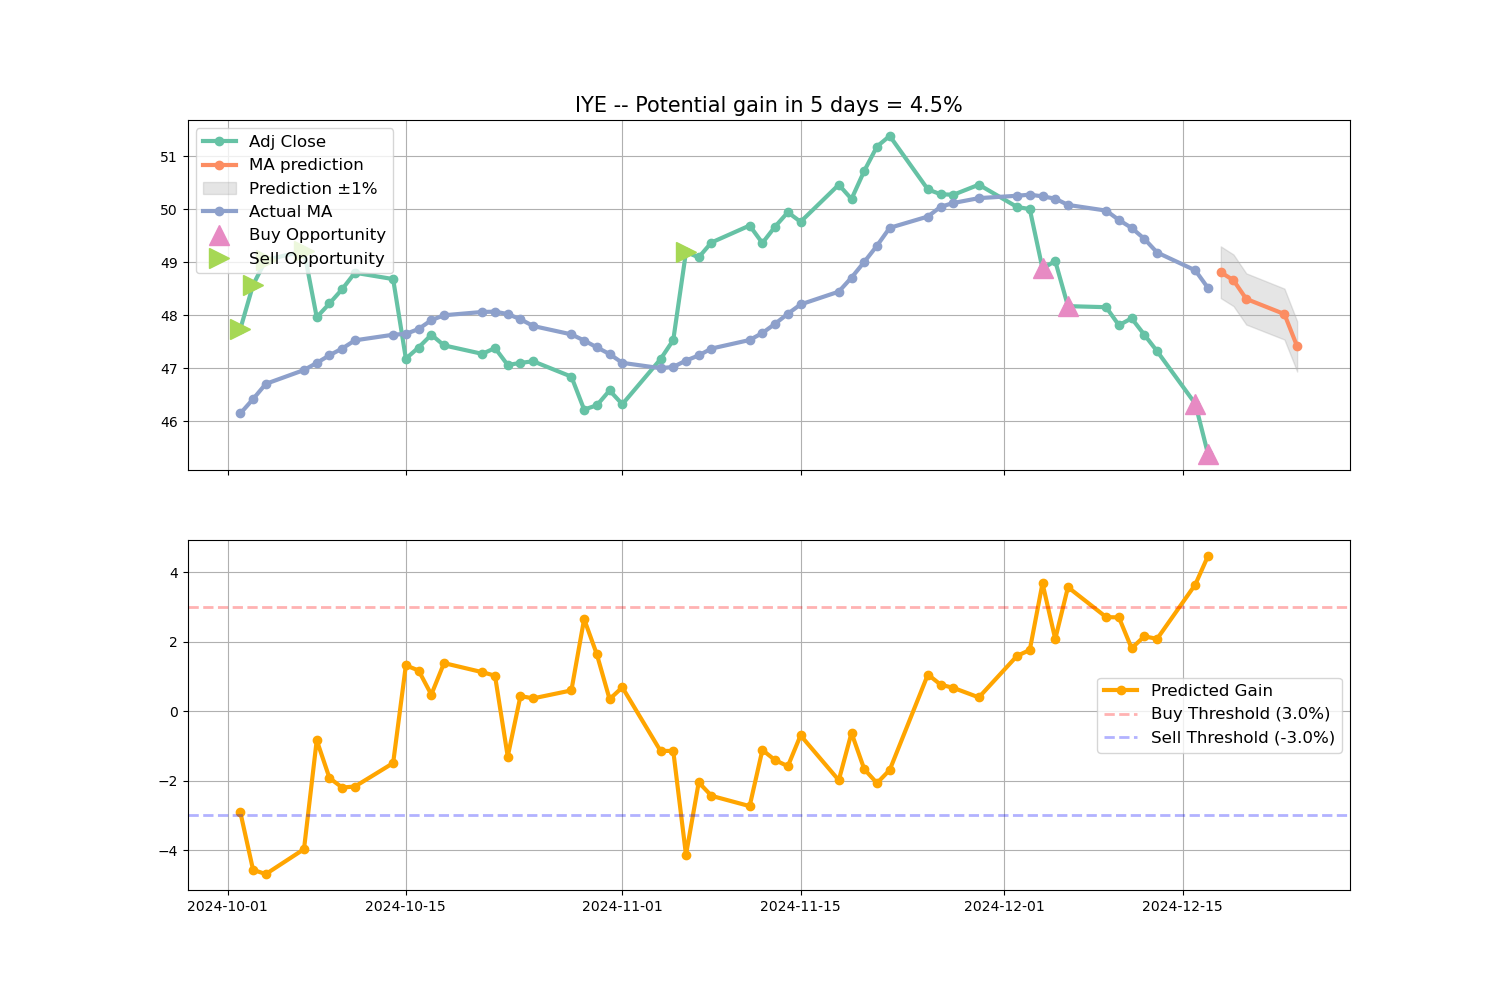 IYE -- Potential gain in 5 days = 4.5%
Adj Close
MA prediction
Prediction ±1%
Actual MA
Buy Opportunity
Sell Opportunity
51
50
49
48
47
46
4
2
0
−2
−4
Predicted Gain
Buy Threshold (3.0%)
Sell Threshold (-3.0%)
2024-10-01 2024-10-15 2024-11-01 2024-11-15 2024-12-01 2024-12-15